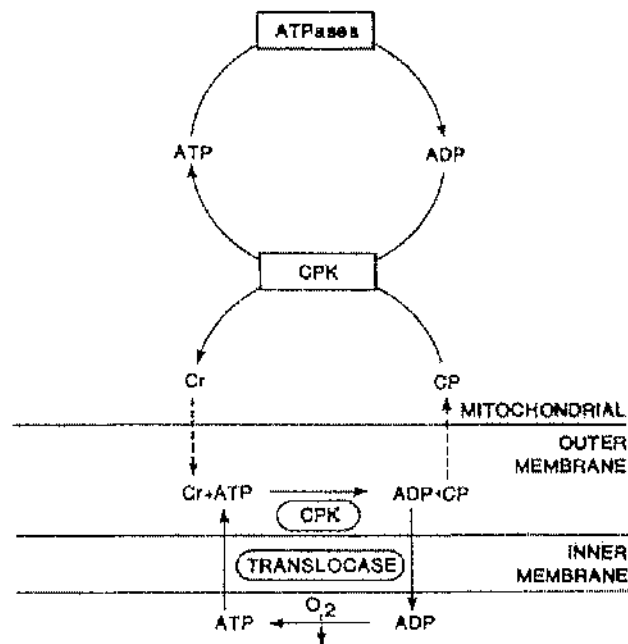 ATPases
ATP ADP
CPK
Cr CP
MITOCHONDRIAL
OUTER
MEMBRANE
Cr+ATP ADP+CP
CPK
TRANSLOCASE
INNER
MEMBRANE
O2
ATP ADP